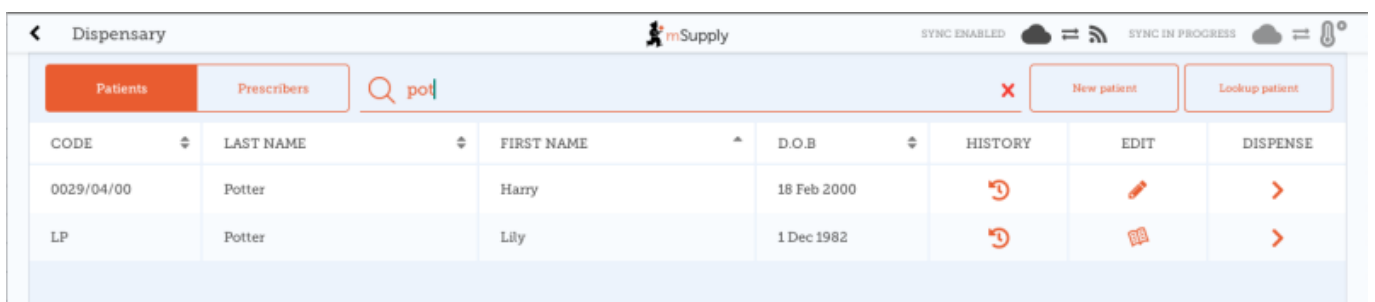 Dispensary mSupply SYNC ENABLED SYNC IN PROGRESS
Patients Prescribers pot New patient Lookup patient
CODE LAST NAME FIRST NAME D.O.B HISTORY EDIT DISPENSE
0029/04/00 Potter Harry 18 Feb 2000
LP Potter Lily 1 Dec 1982